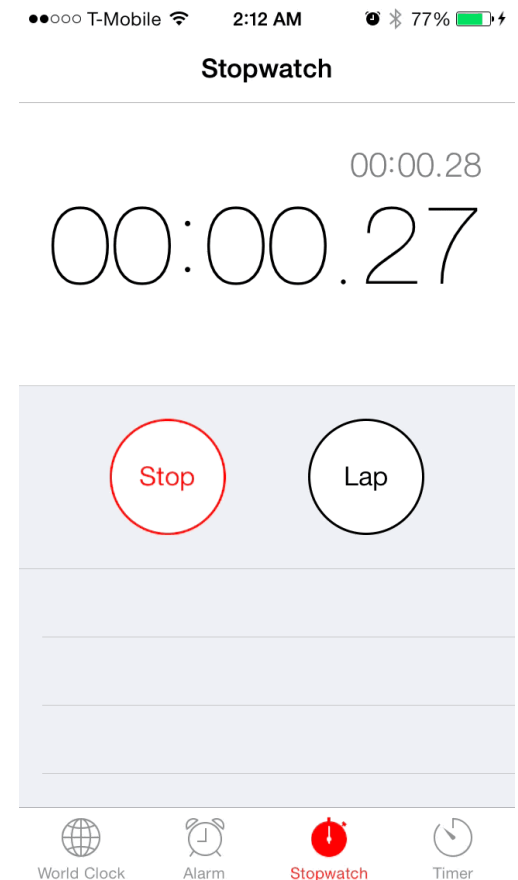 T-Mobile 2:12 AM 77%
Stopwatch
00:00.28
00:00.27
Stop Lap
World Clock Alarm Stopwatch Timer